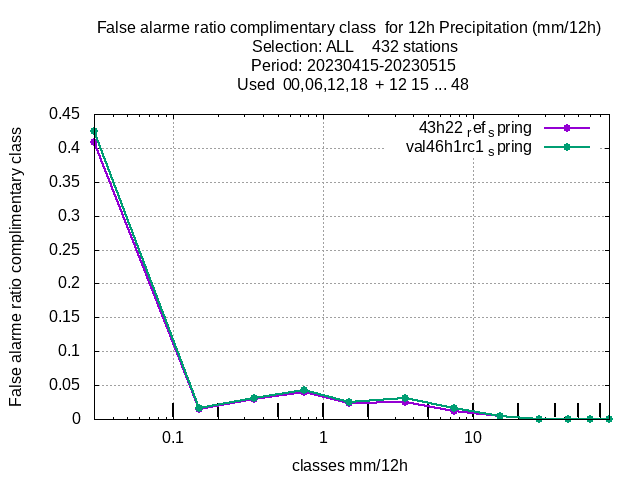 False alarme ratio complimentary class  for 12h Precipitation (mm/12h)
Selection: ALL    432 stations
Period: 20230415-20230515
Used  00,06,12,18  + 12 15 ... 48
43h22 ref spring
val46h1rc1 spring
0.45
0.4
0.35
0.3
0.25
0.2
0.15
0.1
0.05
0
False alarme ratio complimentary class
0.1 1 10
classes mm/12h